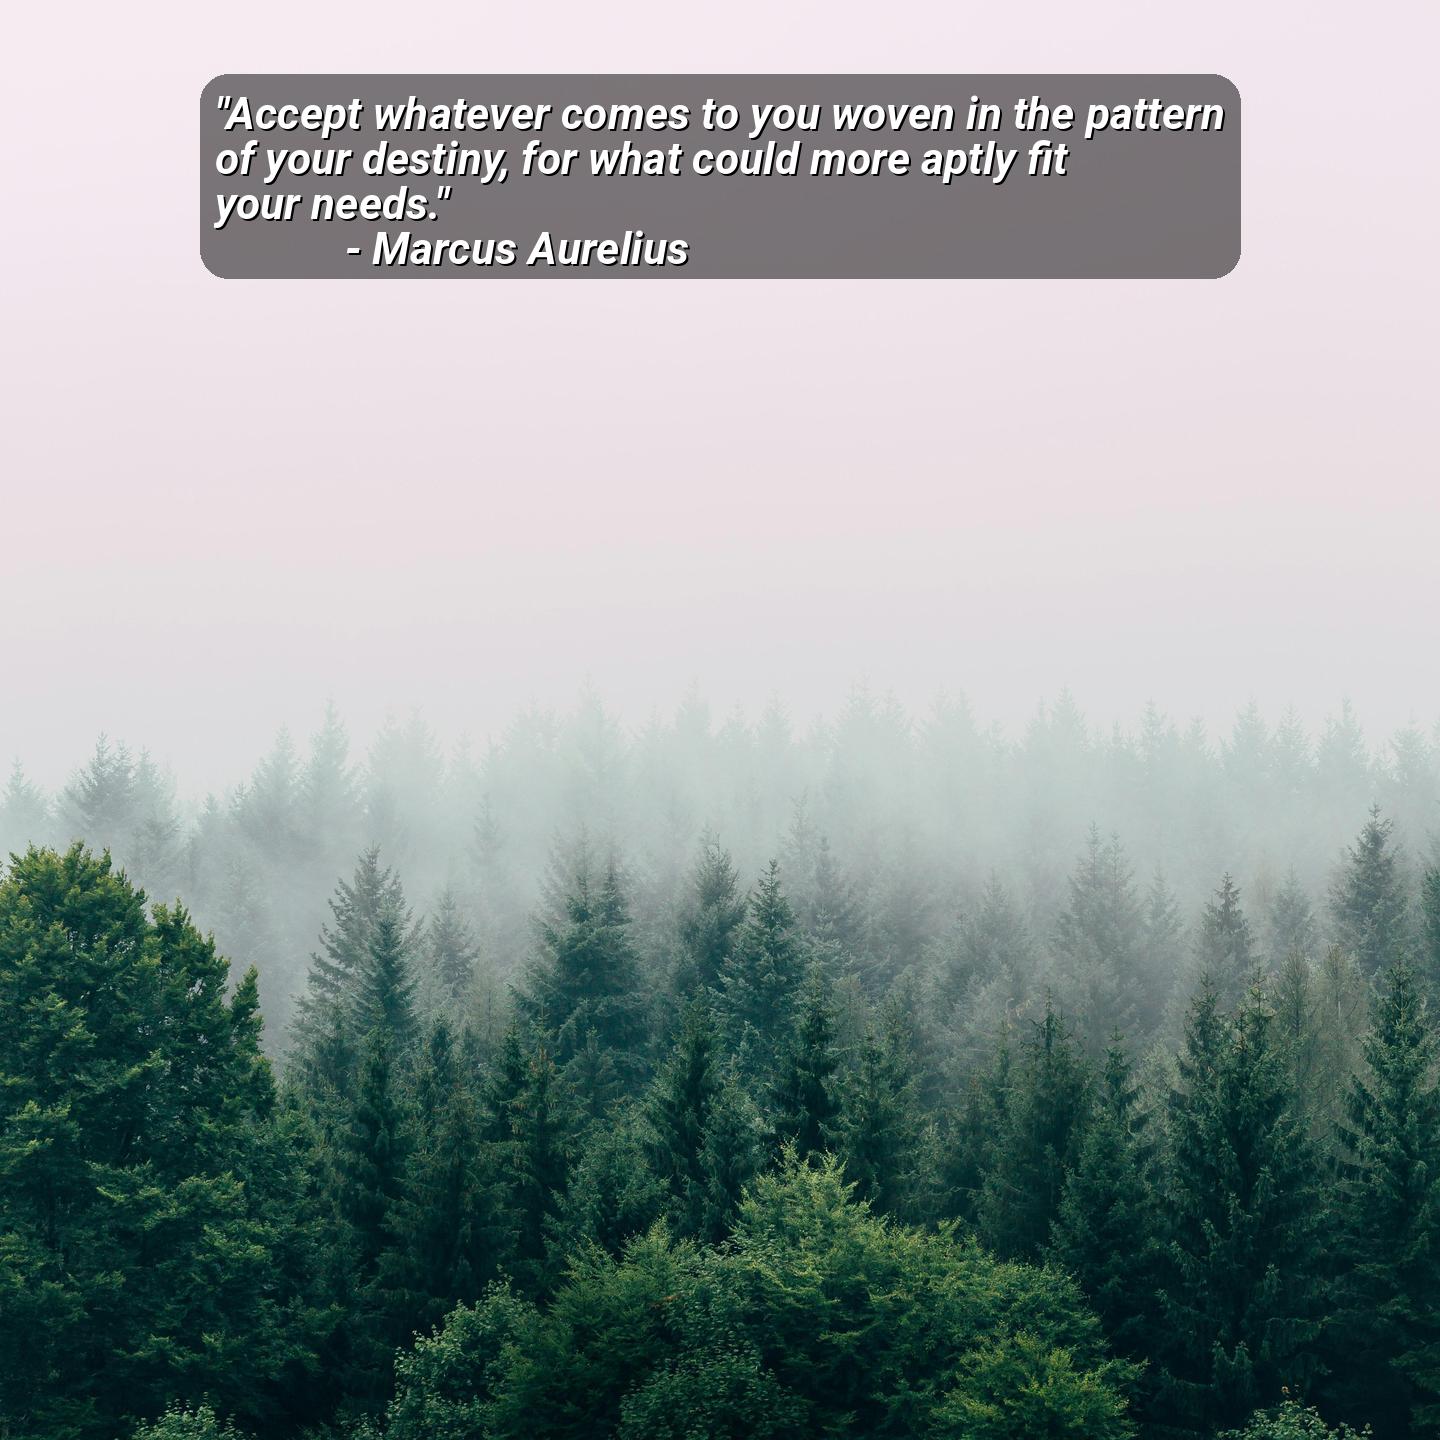 "Accept whatever comes to you woven in the pattern
of your destiny, for what could more aptly fit
your needs."
- Marcus Aurelius